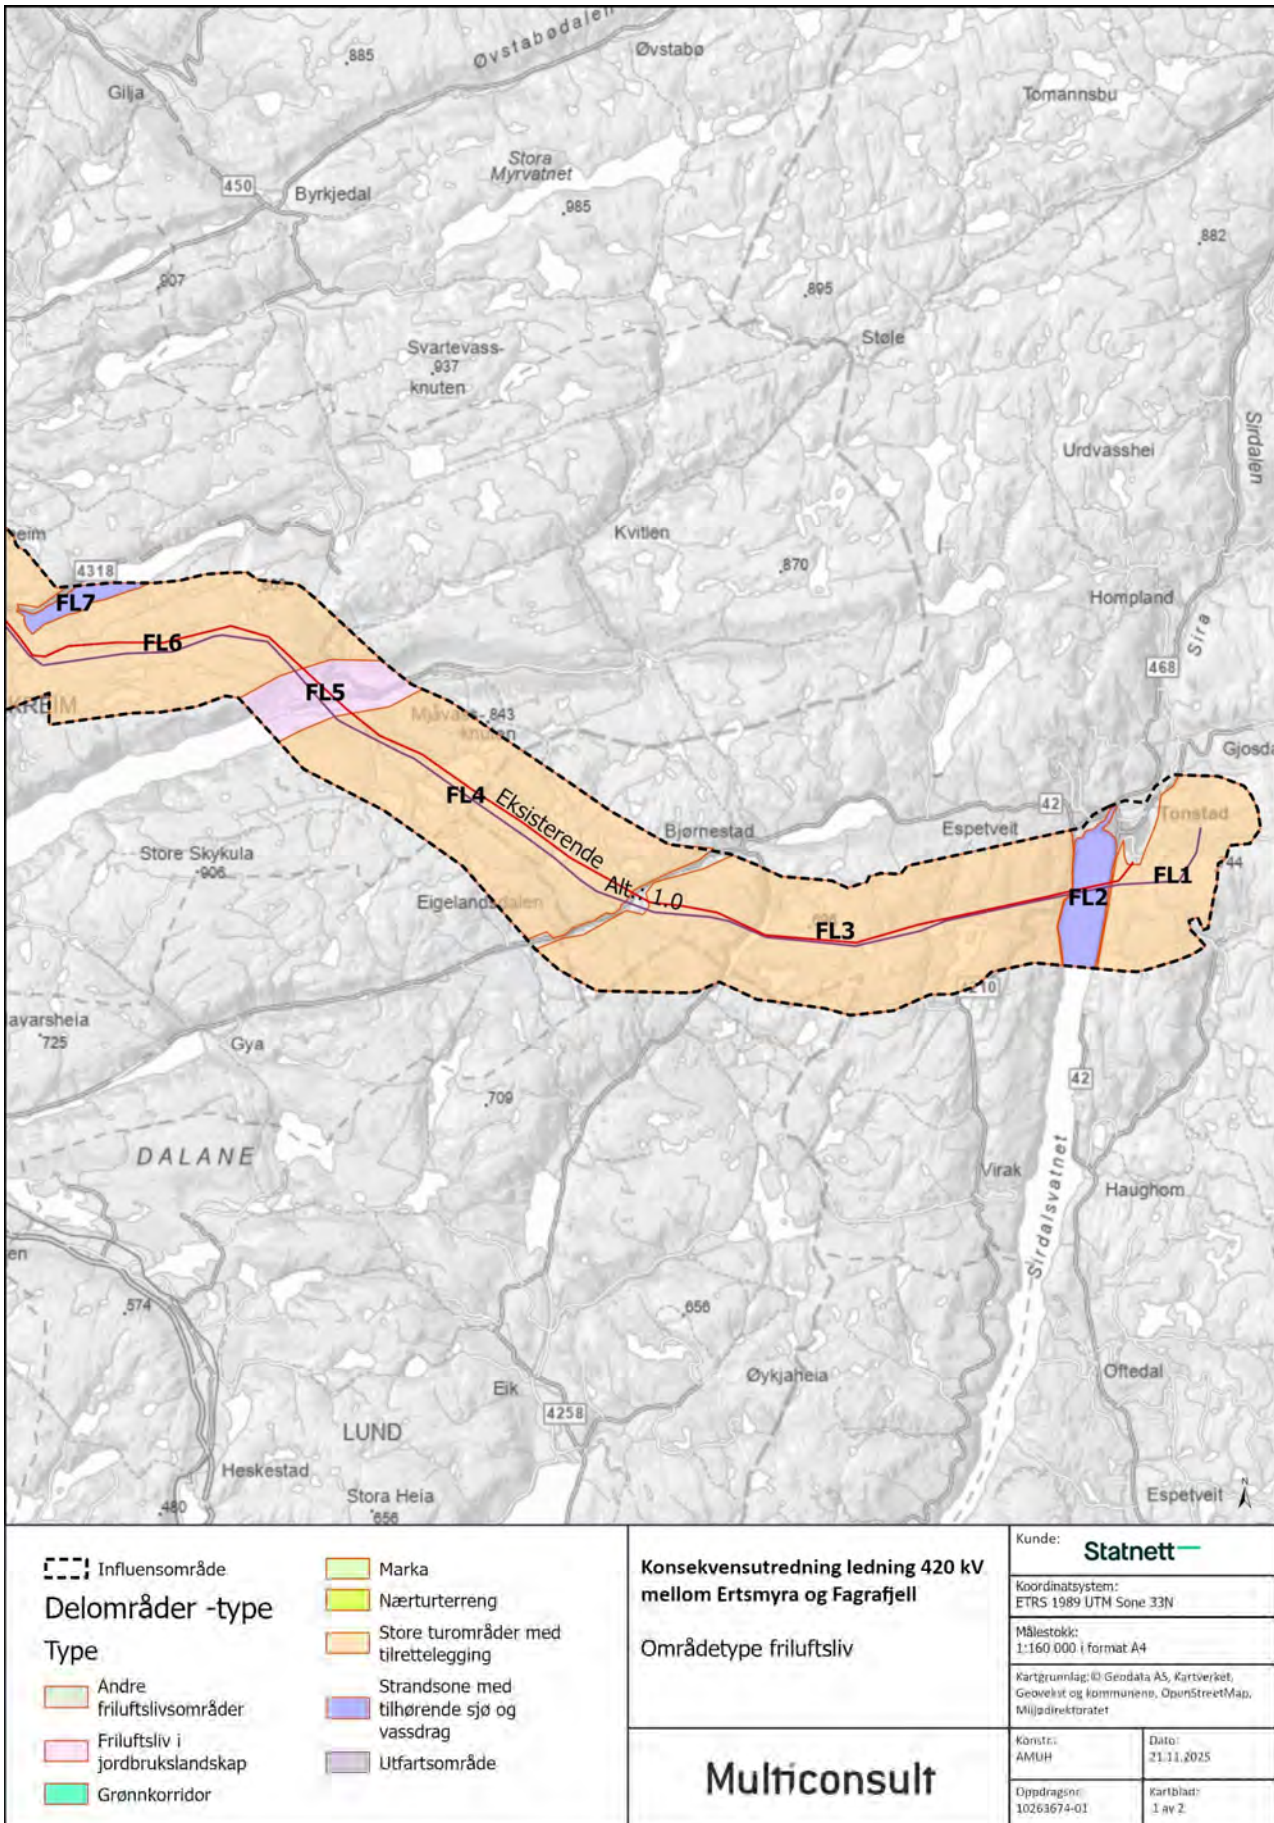 Øvstabødalen
Øvstabø
885
Gilja
Tomannsbu
Stora
Myrvatnet
450
Byrkjedal
985
882
907
895
Støle
Svartevass-
937
knuten
Sirdalen
Urdvasshei
eim
Kvitlen
4318
870
FL7
Hompland
FL6
Sira
468
FL5
KREIM
Mjåvass-
843
knuten
Gjosda
FL4
Eksisterende
42
Tonstad
Bjørnestad
Espetveit
Store Skykula
906
44
Alt.: 1.0
FL1
Eigelandsdalen
FL2
FL3
10
avarsheia
725
Gya
42
709
DALANE
Virak
Sirdalsvatnet
Haughom
en
574
656
Øykjaheia
Oftedal
Eik
4258
LUND
Heskestad
Stora Heia
656
480
Espetveit
N
Influensområde
Delområder -type
Type
Andre
friluftslivsområder
Friluftsliv i
jordbrukslandskap
Grønnkorridor
Marka
Nærturterreng
Store turområder med
tilrettelegging
Strandsone med
tilhørende sjø og
vassdrag
Utfartsområde
Konsekvensutredning ledning 420 kV
mellom Ertsmyra og Fagrafjell
Områdetype friluftsliv
Multiconsult
Kunde:
Statnett
Koordinatsystem:
ETRS 1989 UTM Sone 33N
Målestokk:
1:160 000 i format A4
Kartgrunnlag: © Geodata AS, Kartverket,
Geovekst og kommunene, OpenStreetMap,
Miljødirektoratet
Konstr.:
AMUH
Dato:
21.11.2025
Oppdragsnr:
10263674-01
Kartblad:
1 av 2